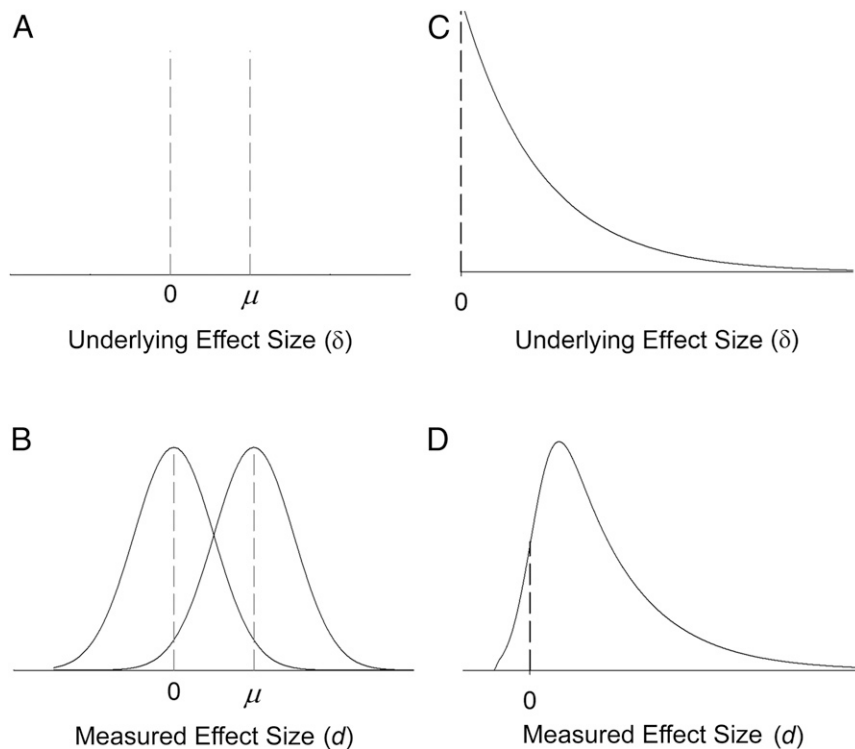 A
0 μ
Underlying Effect Size (δ)
B
0 μ
Measured Effect Size (d)
C
0
Underlying Effect Size (δ)
D
0
Measured Effect Size (d)